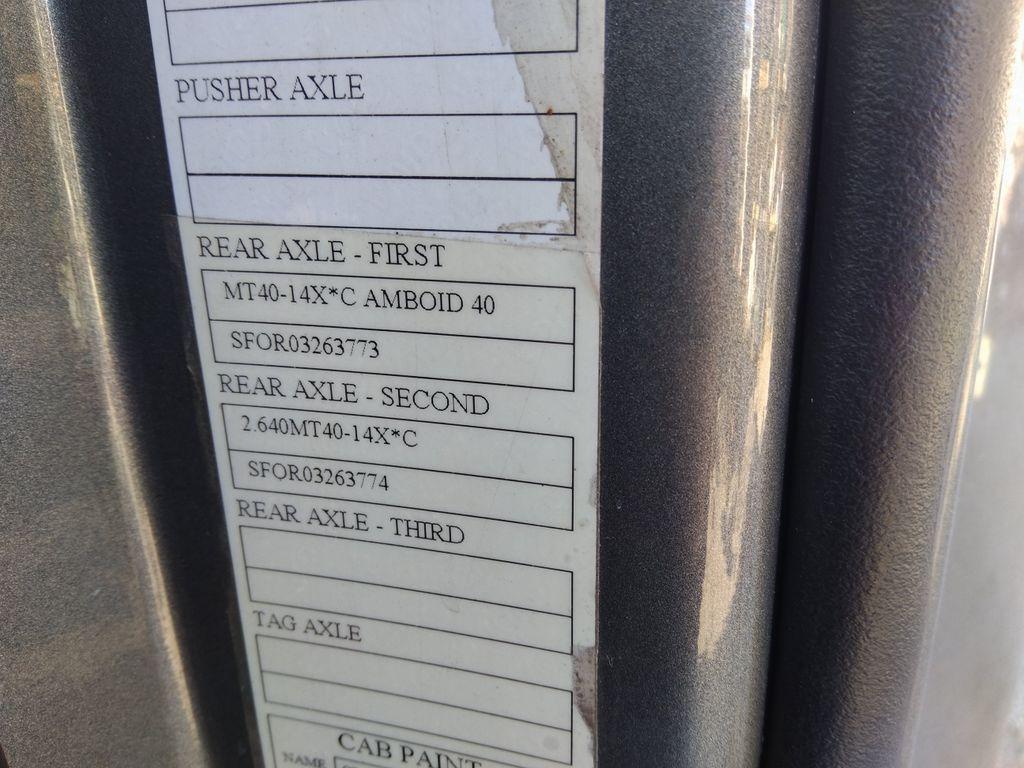 PUSHER AXLE
REAR AXLE - FIRST
MT40-14X*C AMBOID 40
SFOR03263773
REAR AXLE - SECOND
2.640MT40-14X*C
SFOR03263774
REAR AXLE - THIRD
TAG AXLE
CAB PAINT
NAME